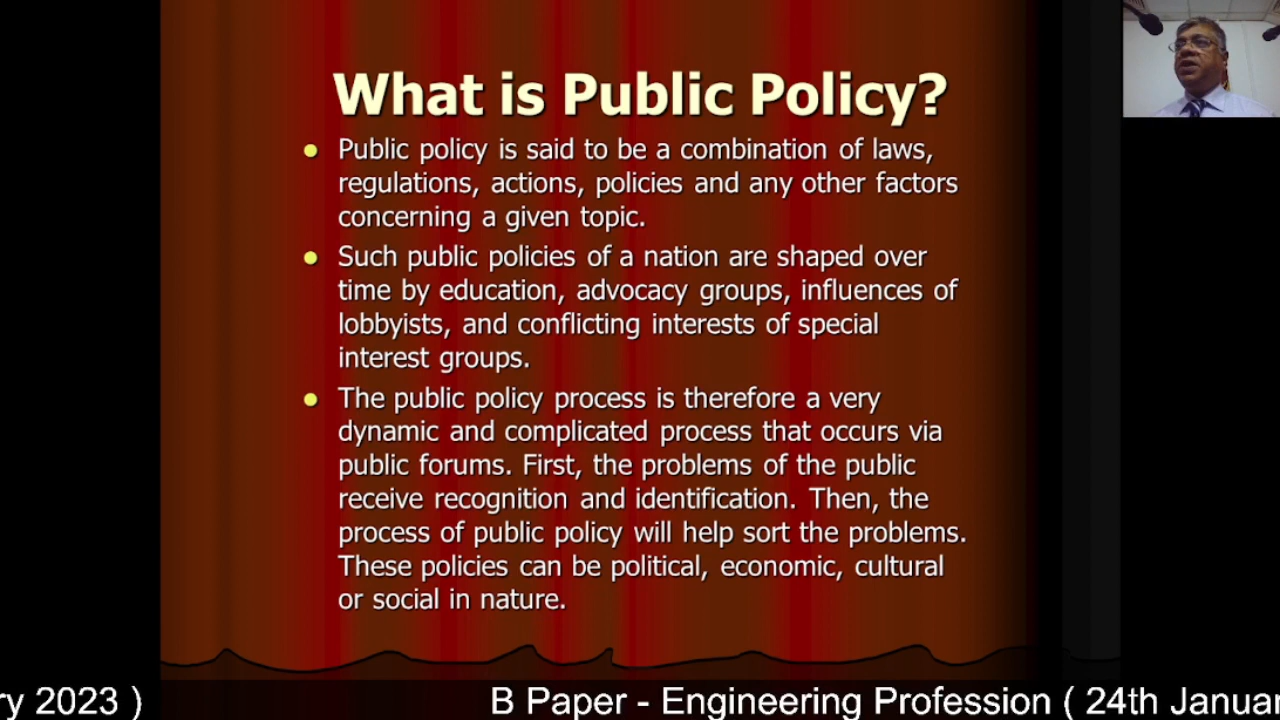 What is Public Policy?
● Public policy is said to be a combination of laws,
regulations, actions, policies and any other factors
concerning a given topic.
● Such public policies of a nation are shaped over
time by education, advocacy groups, influences of
lobbyists, and conflicting interests of special
interest groups.
● The public policy process is therefore a very
dynamic and complicated process that occurs via
public forums. First, the problems of the public
receive recognition and identification. Then, the
process of public policy will help sort the problems.
These policies can be political, economic, cultural
or social in nature.
ry 2023 ) B Paper - Engineering Profession ( 24th Januar